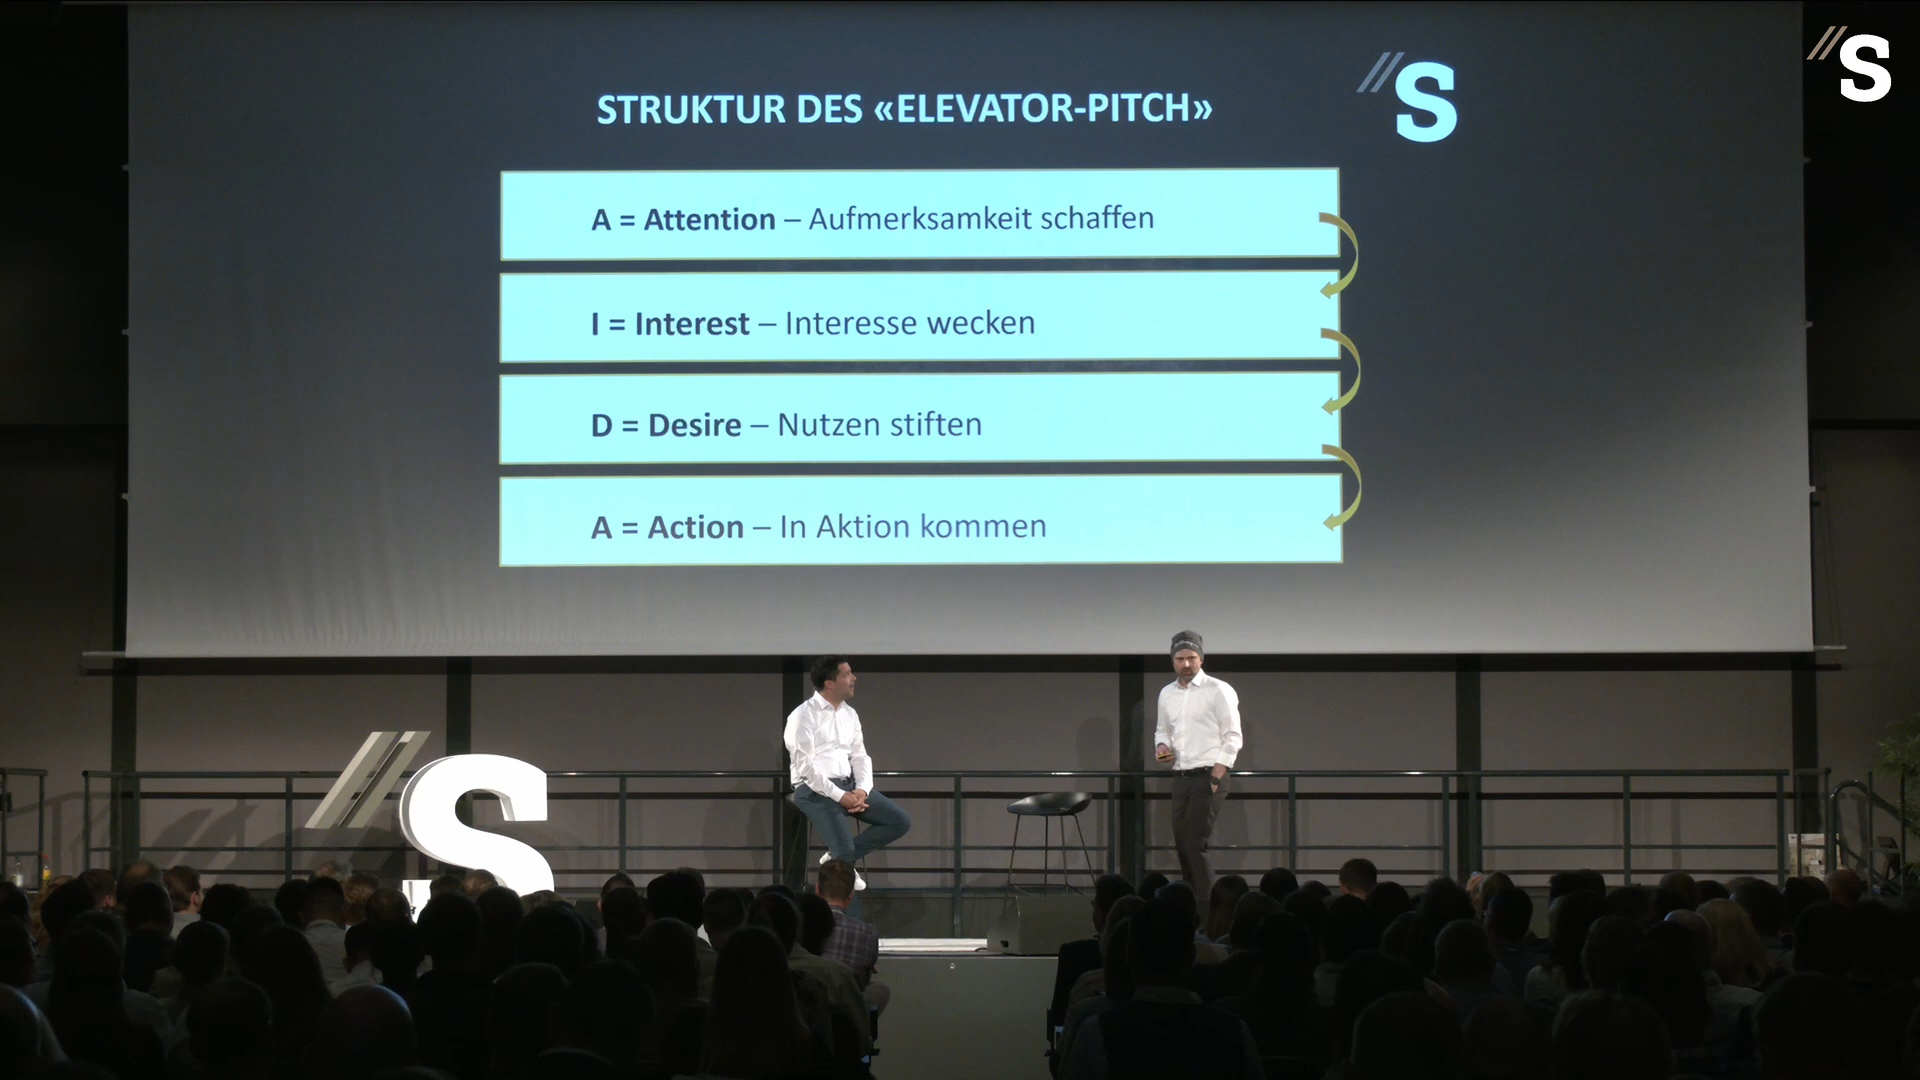 STRUKTUR DES «ELEVATOR-PITCH»
//S
//S
A = Attention – Aufmerksamkeit schaffen
I = Interest – Interesse wecken
D = Desire – Nutzen stiften
A = Action – In Aktion kommen
//S